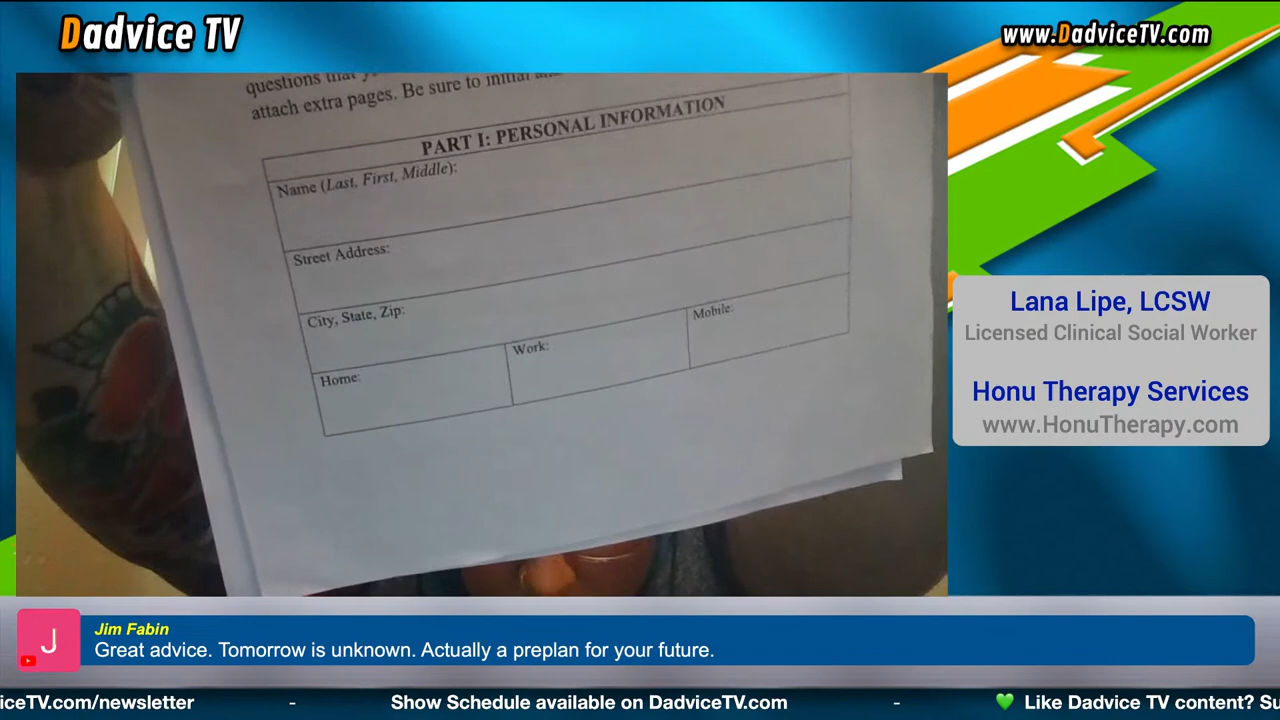 Dadvice TV
www.DadviceTV.com
questions that
attach extra pages. Be sure to initial
PART I: PERSONAL INFORMATION
Name (Last, First, Middle):
Street Address:
City, State, Zip:
Home:
Work:
Mobile:
Lana Lipe, LCSW
Licensed Clinical Social Worker
Honu Therapy Services
www.HonuTherapy.com
J
Jim Fabin
Great advice. Tomorrow is unknown. Actually a preplan for your future.
iceTV.com/newsletter - Show Schedule available on DadviceTV.com - 💚 Like Dadvice TV content? Su